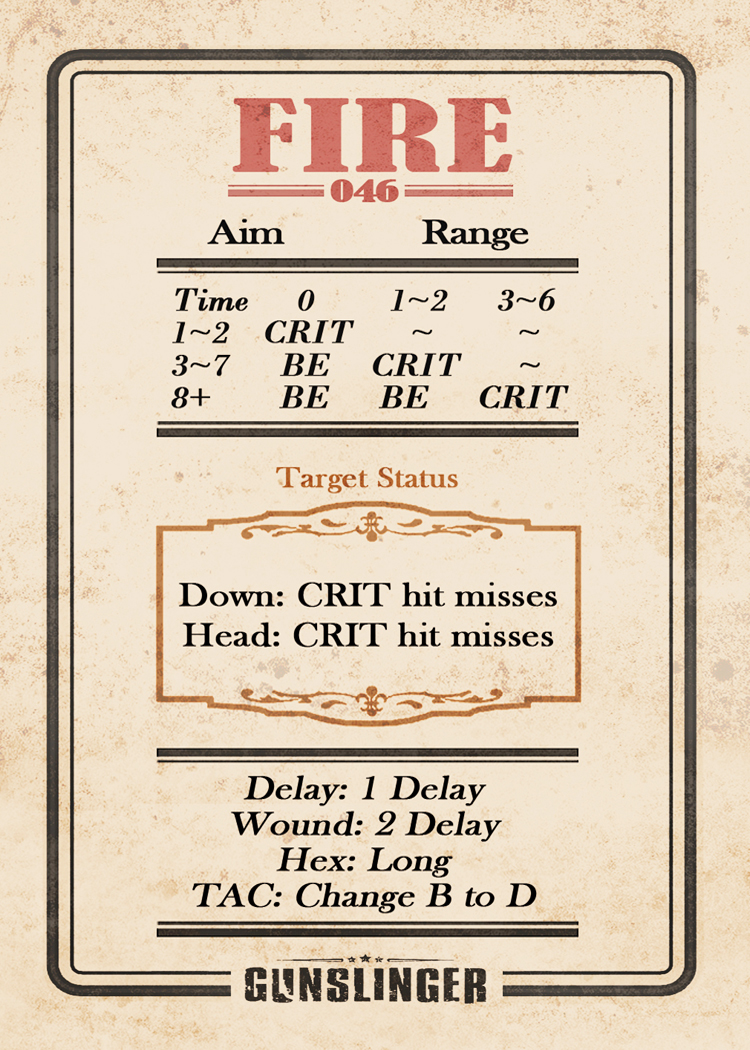 FIRE
046
Aim Range
Time 0 1~2 3~6
1~2 CRIT ~ ~
3~7 BE CRIT ~
8+ BE BE CRIT
Target Status
Down: CRIT hit misses
Head: CRIT hit misses
Delay: 1 Delay
Wound: 2 Delay
Hex: Long
TAC: Change B to D
GUNSLINGER